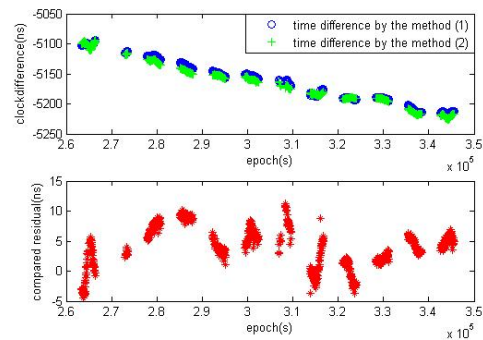 -5050
-5100
-5150
-5200
-5250
clockdifference(ns)
time difference by the method (1)
time difference by the method (2)
2.6 2.7 2.8 2.9 3 3.1 3.2 3.3 3.4 3.5
epoch(s)
x 10^5
15
10
5
0
-5
compared residual(ns)
2.6 2.7 2.8 2.9 3 3.1 3.2 3.3 3.4 3.5
epoch(s)
x 10^5